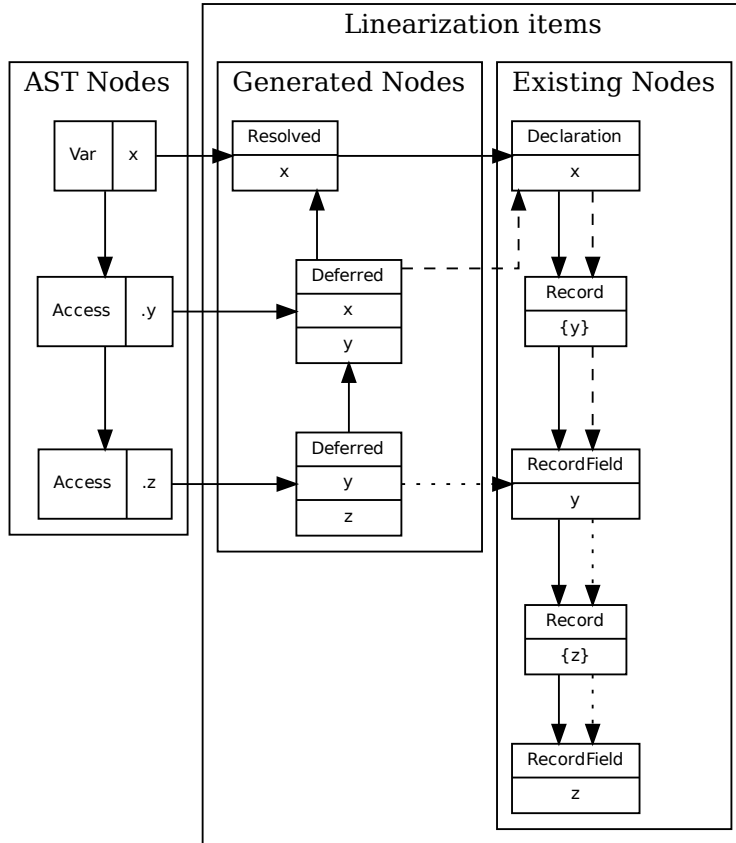 Linearization items
AST Nodes
Var x
Access .y
Access .z
Generated Nodes
Resolved
x
Deferred
x
y
Deferred
y
z
Existing Nodes
Declaration
x
Record
{y}
RecordField
y
Record
{z}
RecordField
z